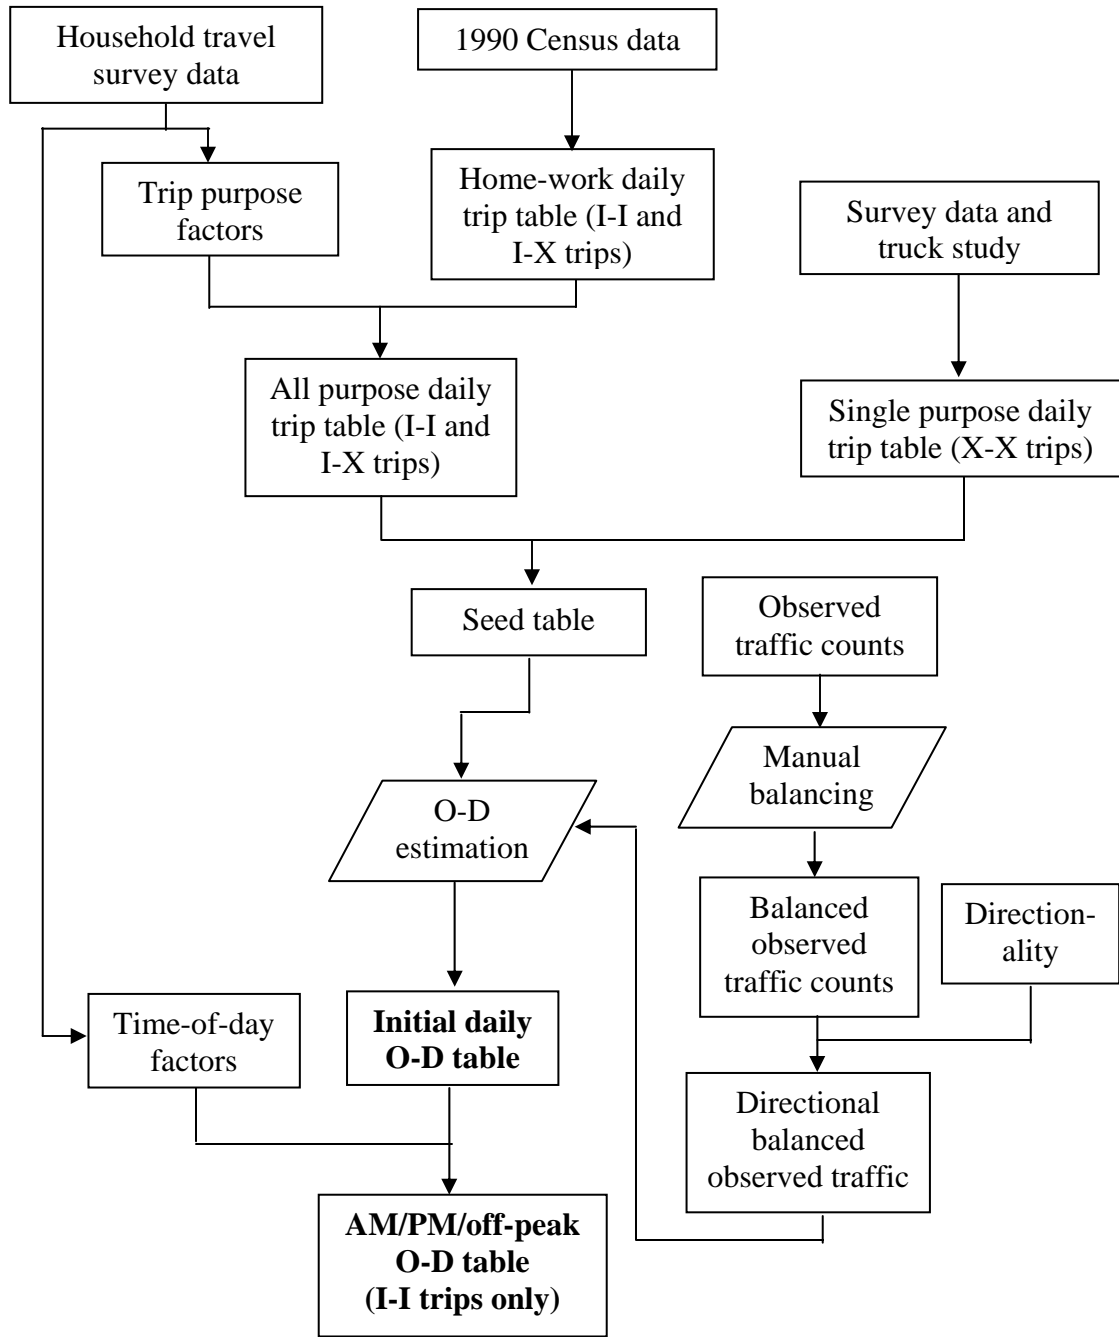 Household travel
survey data
1990 Census data
Trip purpose
factors
Home-work daily
trip table (I-I and
I-X trips)
Survey data and
truck study
All purpose daily
trip table (I-I and
I-X trips)
Single purpose daily
trip table (X-X trips)
Seed table
Observed
traffic counts
Manual
balancing
O-D
estimation
Balanced
observed
traffic counts
Direction-
ality
Time-of-day
factors
Initial daily
O-D table
Directional
balanced
observed traffic
AM/PM/off-peak
O-D table
(I-I trips only)